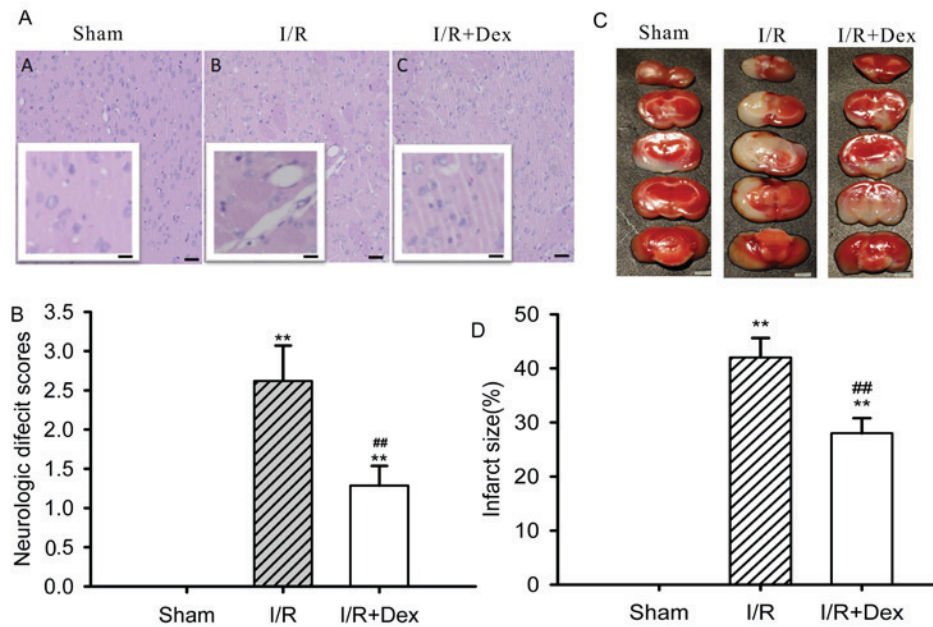 A
Sham
I/R
I/R+Dex
A
B
C
C
Sham
I/R
I/R+Dex
B
Neurologic difecit scores
3.5
3.0
2.5
2.0
1.5
1.0
0.5
0.0
**
##
**
Sham
I/R
I/R+Dex
D
Infarct size(%)
50
40
30
20
10
0
**
##
**
Sham
I/R
I/R+Dex